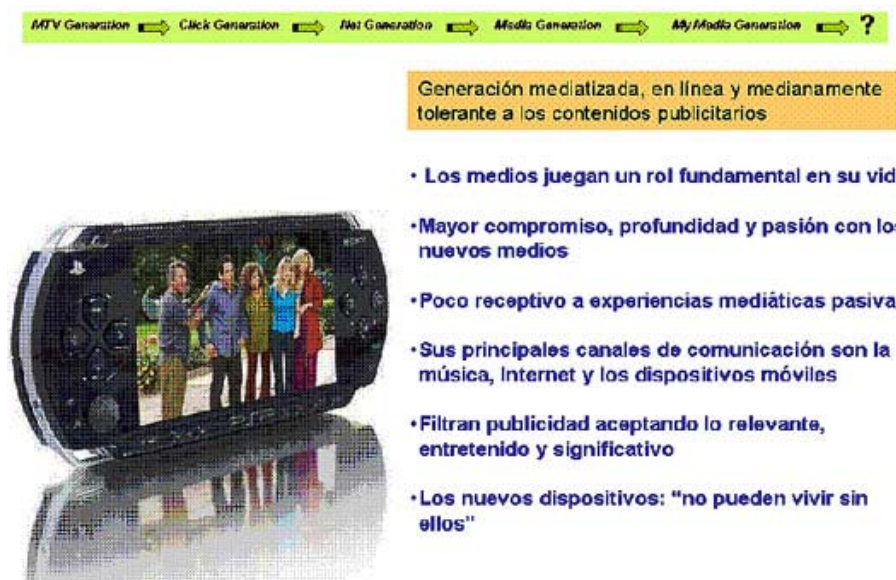 MTV Generation Click Generation Net Generation Media Generation My Media Generation ?
Generación mediatizada, en línea y medianamente
tolerante a los contenidos publicitarios
• Los medios juegan un rol fundamental en su vid
• Mayor compromiso, profundidad y pasión con los
nuevos medios
• Poco receptivo a experiencias mediáticas pasiva
• Sus principales canales de comunicación son la
música, Internet y los dispositivos móviles
• Filtran publicidad aceptando lo relevante,
entretenido y significativo
• Los nuevos dispositivos: "no pueden vivir sin
ellos"